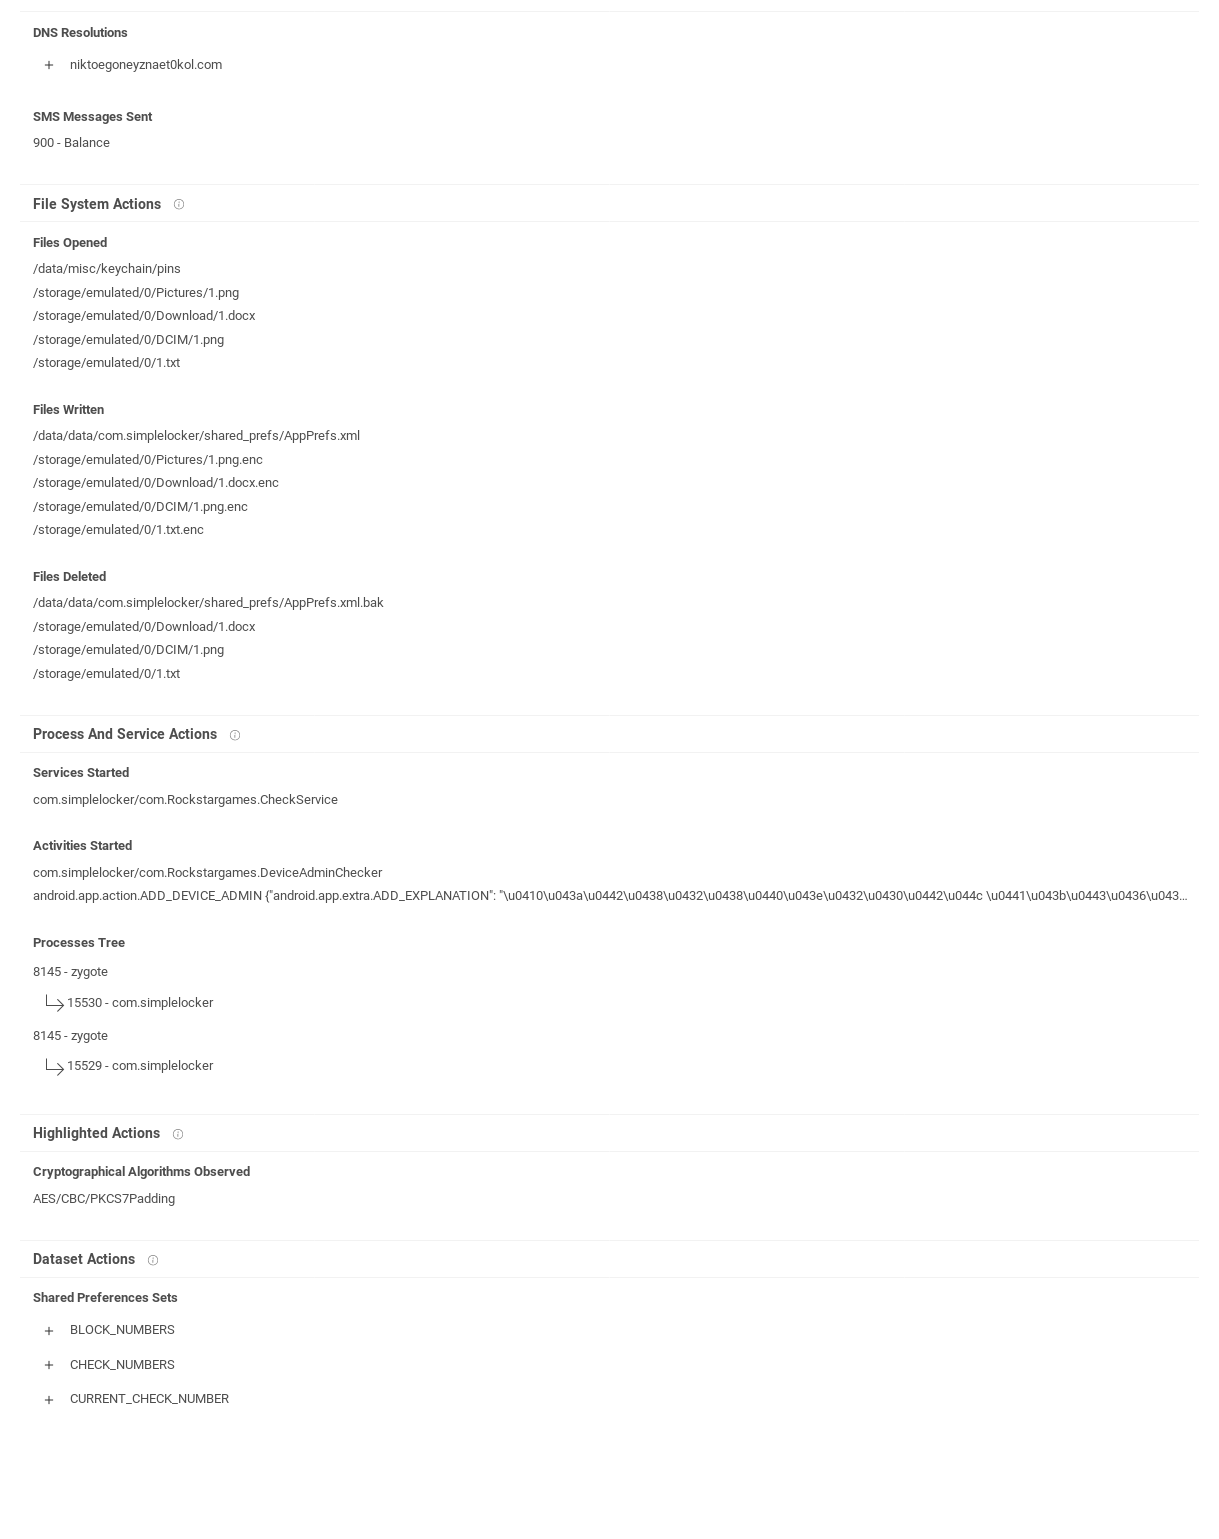 DNS Resolutions
+ niktoegoneyznaet0kol.com
SMS Messages Sent
900 - Balance
File System Actions
Files Opened
/data/misc/keychain/pins
/storage/emulated/0/Pictures/1.png
/storage/emulated/0/Download/1.docx
/storage/emulated/0/DCIM/1.png
/storage/emulated/0/1.txt
Files Written
/data/data/com.simplelocker/shared_prefs/AppPrefs.xml
/storage/emulated/0/Pictures/1.png.enc
/storage/emulated/0/Download/1.docx.enc
/storage/emulated/0/DCIM/1.png.enc
/storage/emulated/0/1.txt.enc
Files Deleted
/data/data/com.simplelocker/shared_prefs/AppPrefs.xml.bak
/storage/emulated/0/Download/1.docx
/storage/emulated/0/DCIM/1.png
/storage/emulated/0/1.txt
Process And Service Actions
Services Started
com.simplelocker/com.Rockstargames.CheckService
Activities Started
com.simplelocker/com.Rockstargames.DeviceAdminChecker
android.app.action.ADD_DEVICE_ADMIN {"android.app.extra.ADD_EXPLANATION": "\u0410\u043a\u0442\u0438\u0432\u0438\u0440\u043e\u0432\u0430\u0442\u044c \u0441\u043b\u0443\u0436\u043…
Processes Tree
8145 - zygote
15530 - com.simplelocker
8145 - zygote
15529 - com.simplelocker
Highlighted Actions
Cryptographical Algorithms Observed
AES/CBC/PKCS7Padding
Dataset Actions
Shared Preferences Sets
+ BLOCK_NUMBERS
+ CHECK_NUMBERS
+ CURRENT_CHECK_NUMBER